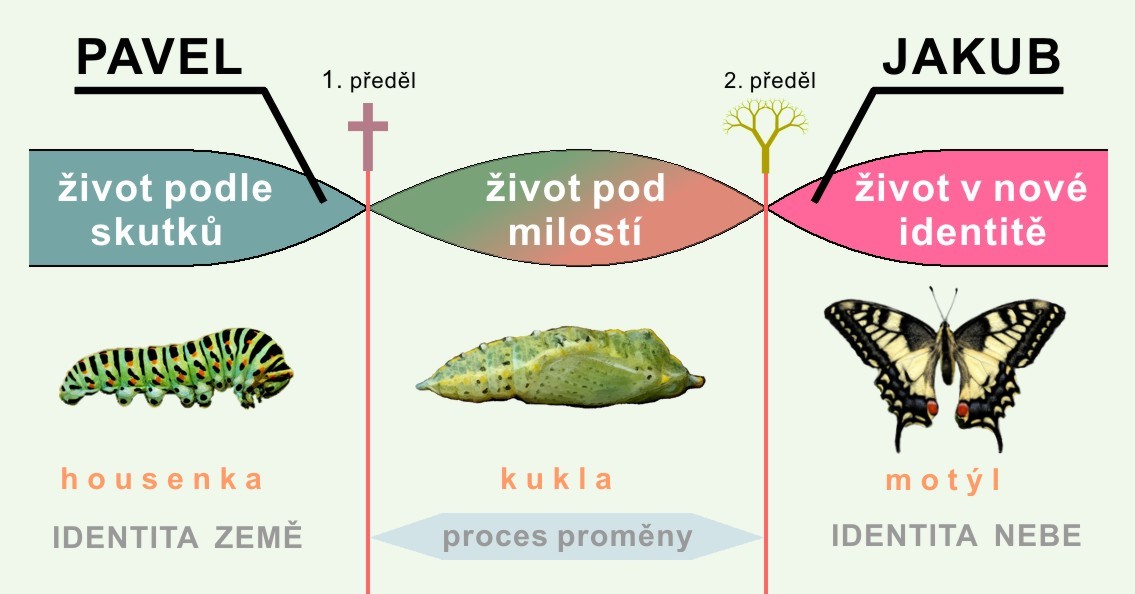 PAVEL
JAKUB
1. předěl
2. předěl
život podle
skutků
život pod
milostí
život v nové
identitě
housenka
kukla
motýl
IDENTITA ZEMĚ
proces proměny
IDENTITA NEBE